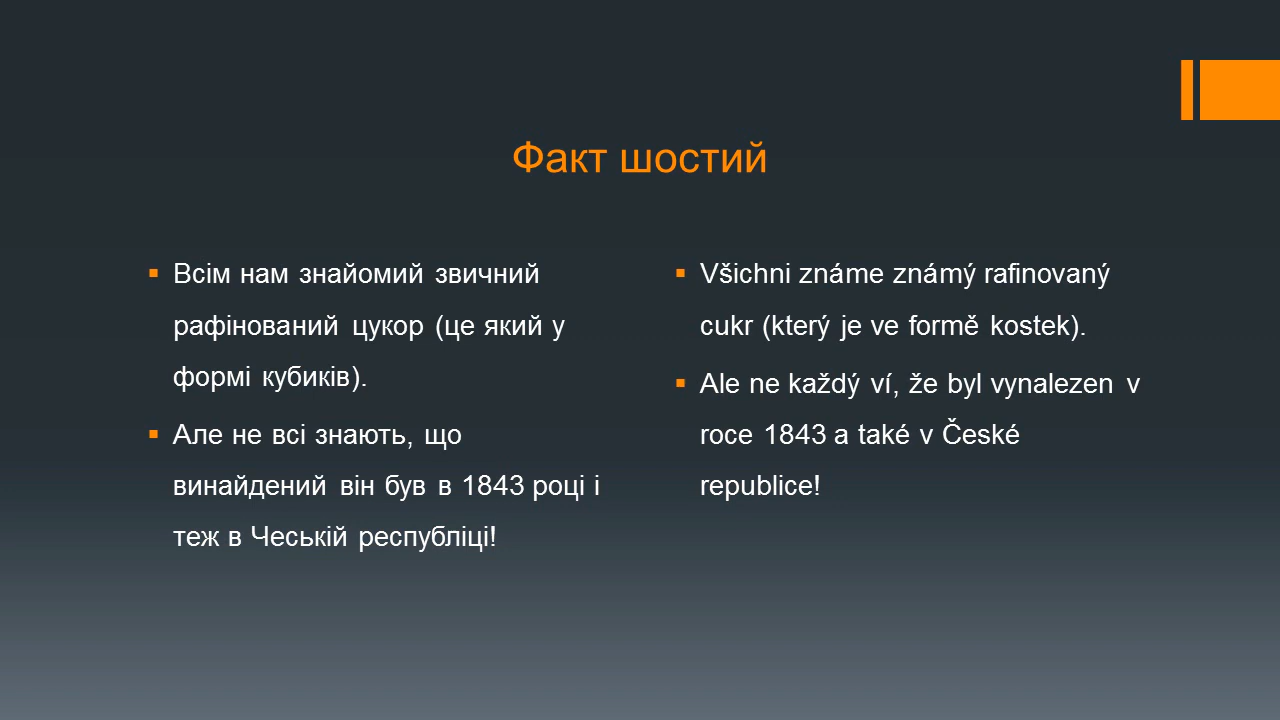 Факт шостий
Всім нам знайомий звичний
рафінований цукор (це який у
формі кубиків).
Але не всі знають, що
винайдений він був в 1843 році і
теж в Чеській республіці!
Všichni známe známý rafinovaný
cukr (který je ve formě kostek).
Ale ne každý ví, že byl vynalezen v
roce 1843 a také v České
republice!